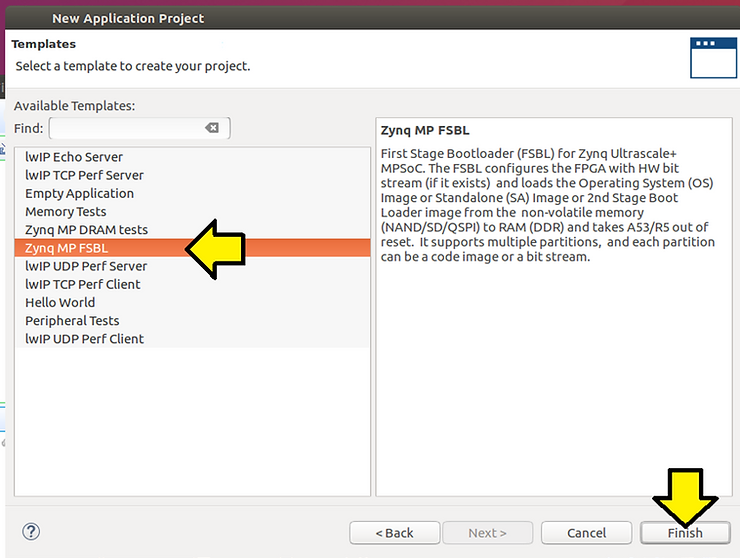 New Application Project
Templates
Select a template to create your project.
Available Templates:
Find:
lwIP Echo Server
lwIP TCP Perf Server
Empty Application
Memory Tests
Zynq MP DRAM tests
Zynq MP FSBL
lwIP UDP Perf Server
lwIP TCP Perf Client
Hello World
Peripheral Tests
lwIP UDP Perf Client
Zynq MP FSBL
First Stage Bootloader (FSBL) for Zynq Ultrascale+
MPSoC. The FSBL configures the FPGA with HW bit
stream (if it exists)  and loads the Operating System (OS)
Image or Standalone (SA) Image or 2nd Stage Boot
Loader image from the  non-volatile memory
(NAND/SD/QSPI) to RAM (DDR) and takes A53/R5 out of
reset.  It supports multiple partitions,  and each partition
can be a code image or a bit stream.
?
< Back
Next >
Cancel
Finish